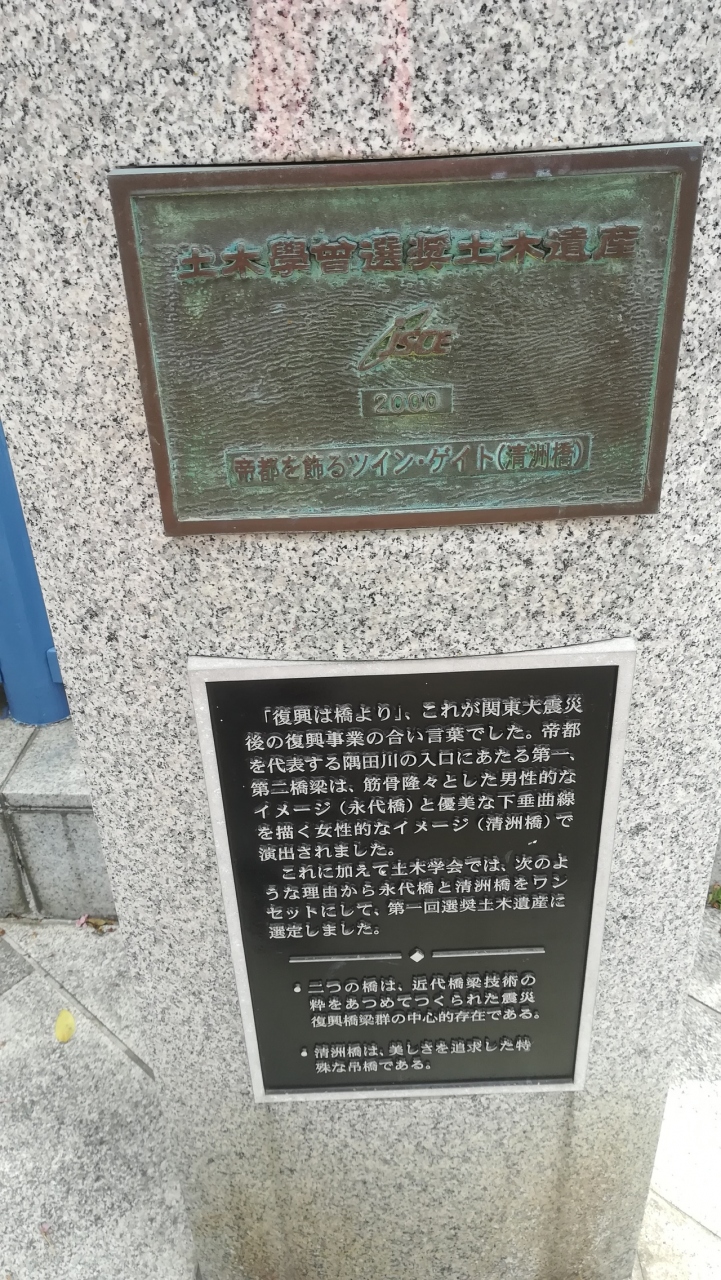 土木學會選奨土木遺産
JSCE
2000
帝都を飾るツイン・ゲイト(清洲橋)
「復興は橋より」、これが関東大震災
後の復興事業の合い言葉でした。帝都
を代表する隅田川の入口にあたる第一、
第二橋梁は、筋骨隆々とした男性的な
イメージ（永代橋）と優美な下垂曲線
を描く女性的なイメージ（清洲橋）で
演出されました。
これに加えて土木学会では、次のよ
うな理由から永代橋と清洲橋をワン
セットにして、第一回選奨土木遺産に
選定しました。
● 二つの橋は、近代橋梁技術の
粋をあつめてつくられた震災
復興橋梁群の中心的存在である。
● 清洲橋は、美しさを追求した特
殊な吊橋である。